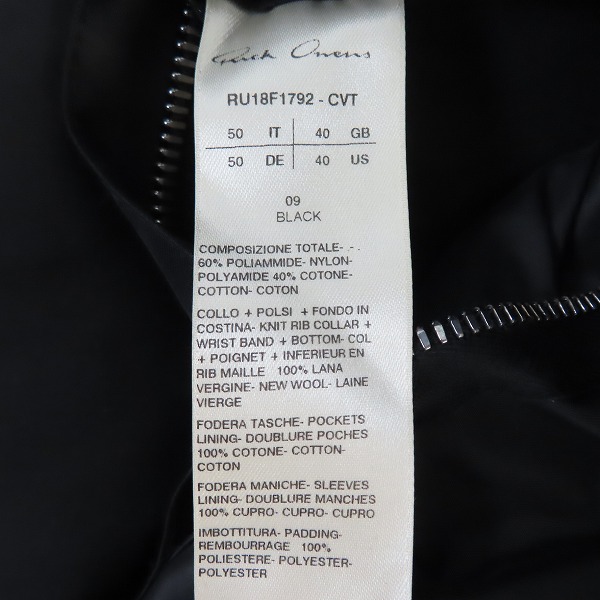 Rick Owens
RU18F1792 - CVT
50 IT 40 GB
50 DE 40 US
09
BLACK
COMPOSIZIONE TOTALE- - -
60% POLIAMMIDE- NYLON-
POLYAMIDE 40% COTONE-
COTTON- COTON
COLLO + POLSI + FONDO IN
COSTINA- KNIT RIB COLLAR +
WRIST BAND + BOTTOM- COL
+ POIGNET + INFERIEUR EN
RIB MAILLE 100% LANA
VERGINE- NEW WOOL- LAINE
VIERGE
FODERA TASCHE- POCKETS
LINING- DOUBLURE POCHES
100% COTONE- COTTON-
COTON
FODERA MANICHE- SLEEVES
LINING- DOUBLURE MANCHES
100% CUPRO- CUPRO- CUPRO
IMBOTTITURA- PADDING-
REMBOURRAGE 100%
POLIESTERE- POLYESTER-
POLYESTER